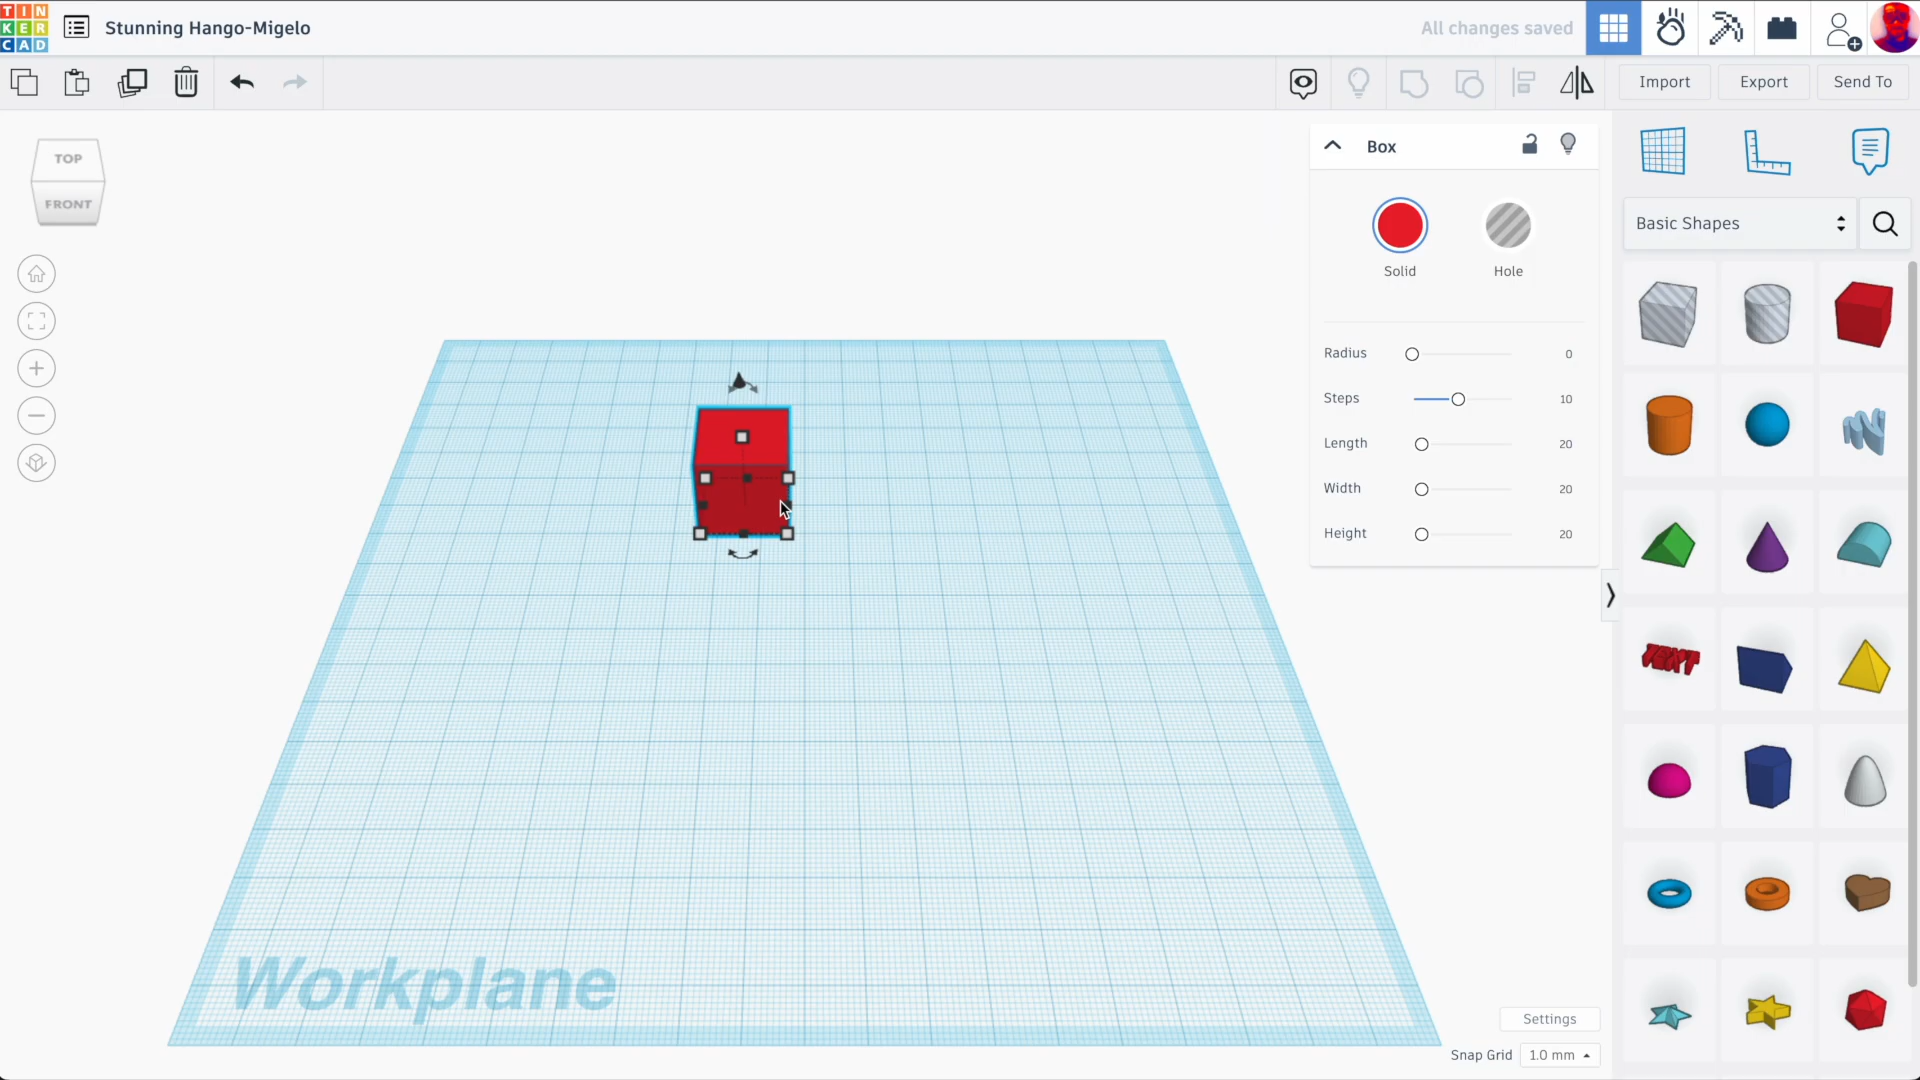 TIN
KER
CAD
Stunning Hango-Migelo
All changes saved
Import
Export
Send To
TOP
FRONT
Box
Solid
Hole
Radius 0
Steps 10
Length 20
Width 20
Height 20
Basic Shapes
TEXT
Workplane
Settings
Snap Grid 1.0 mm